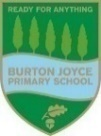 READY FOR ANYTHING
BURTON JOYCE
PRIMARY SCHOOL